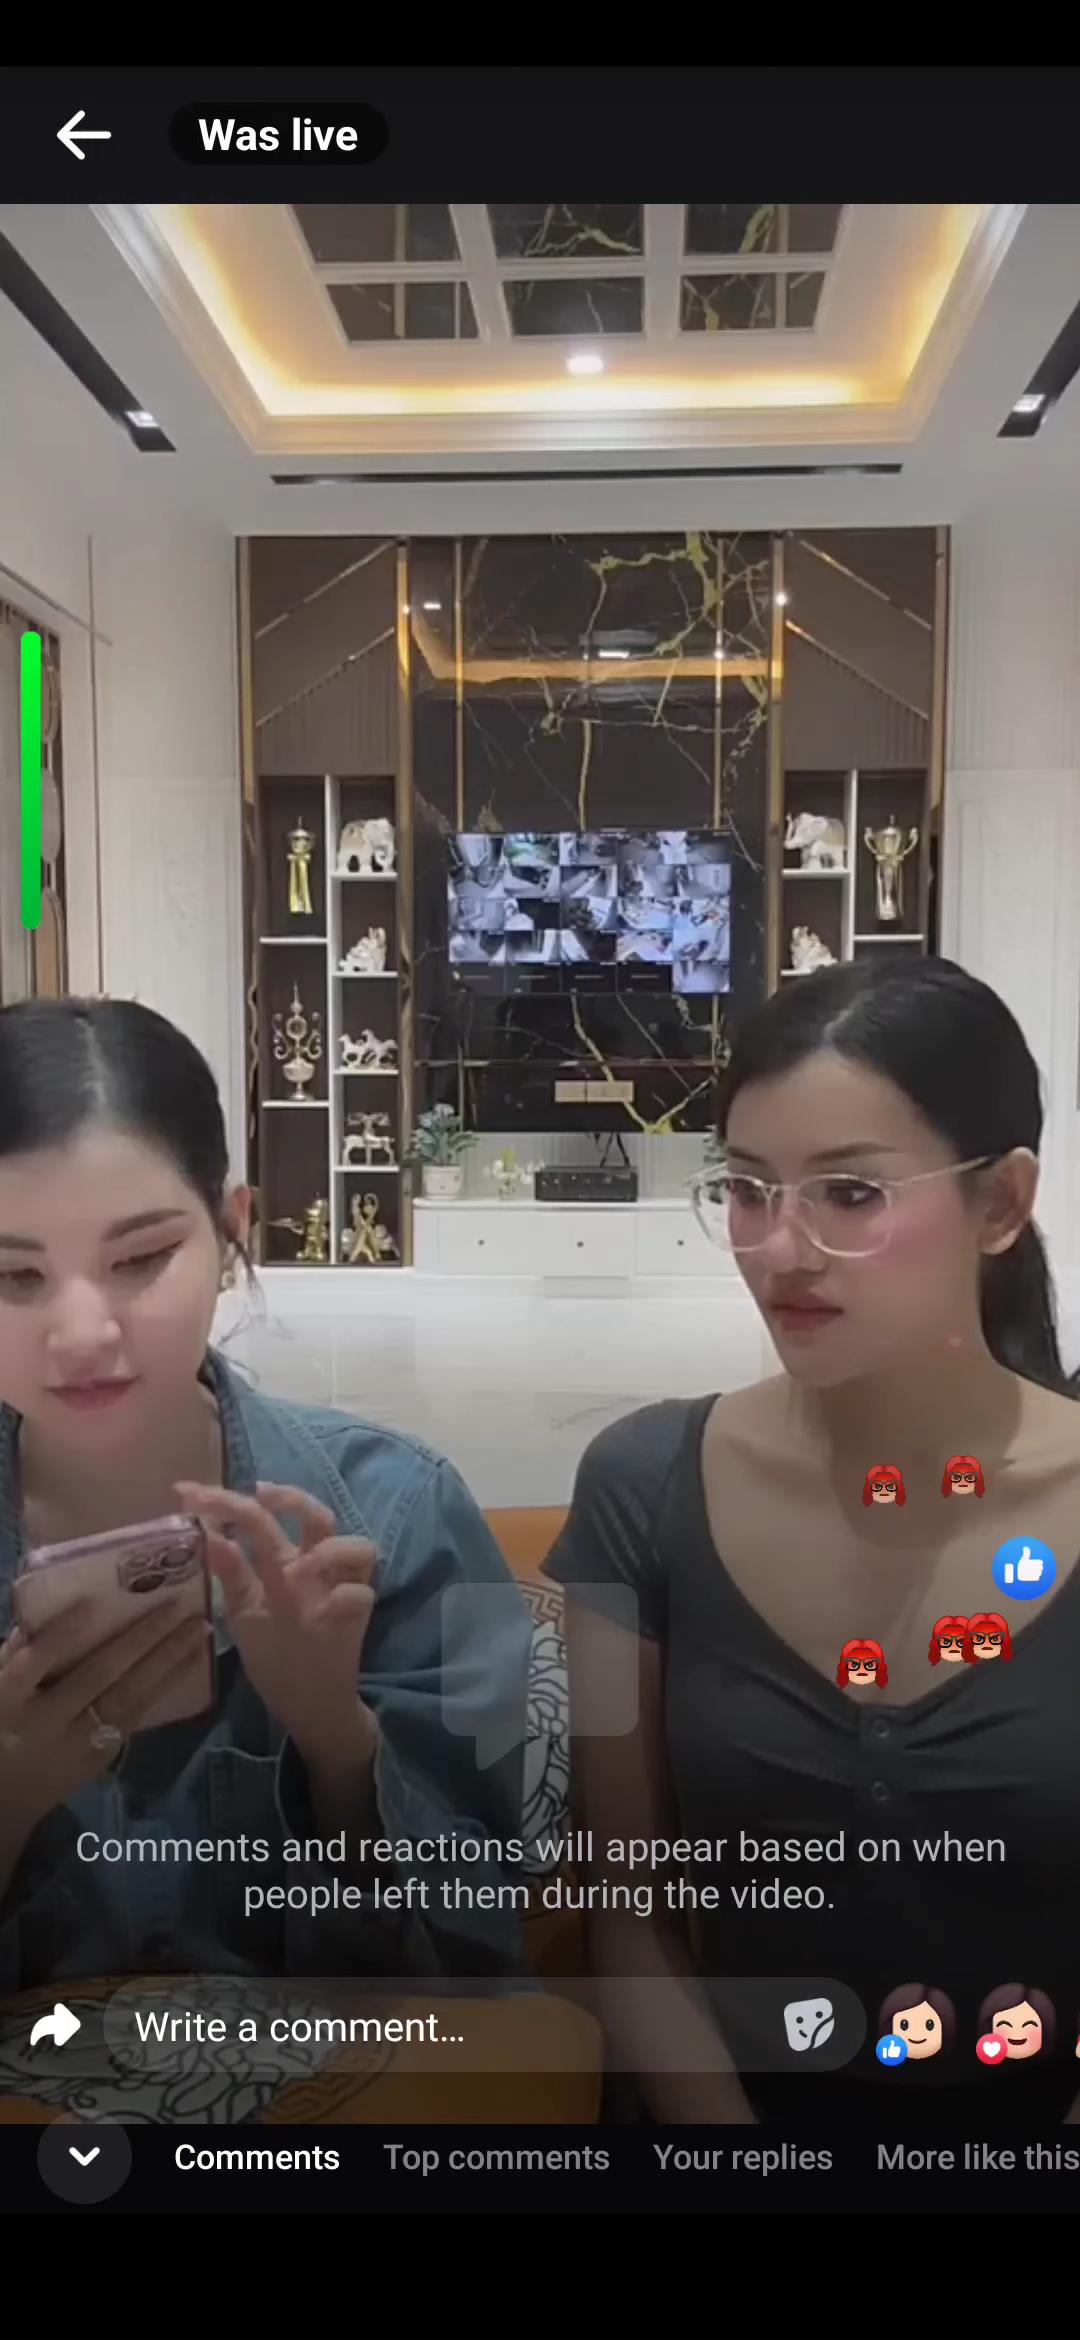 Was live
Comments and reactions will appear based on when
people left them during the video.
Write a comment...
Comments Top comments Your replies More like this